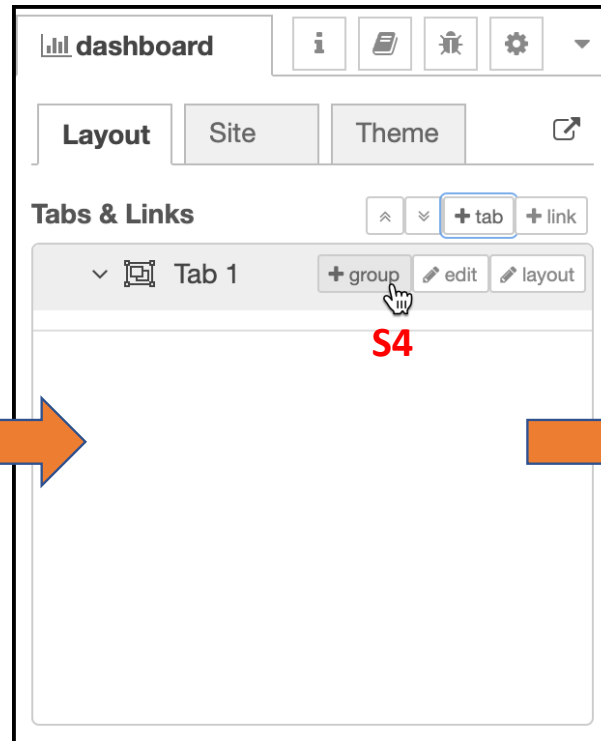 dashboard i
Layout Site Theme
Tabs & Links + tab + link
Tab 1 + group edit layout
S4